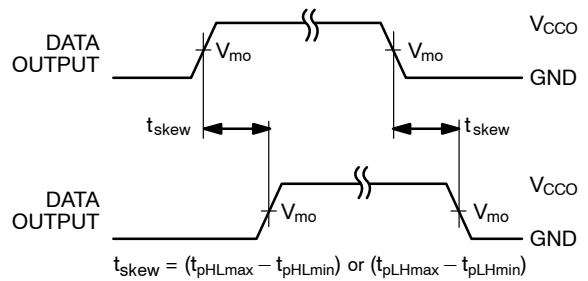 V_CCO
DATA
OUTPUT
V_mo
V_mo
GND
t_skew
t_skew
V_CCO
DATA
OUTPUT
V_mo
V_mo
GND
t_skew = (t_pHLmax – t_pHLmin) or (t_pLHmax – t_pLHmin)